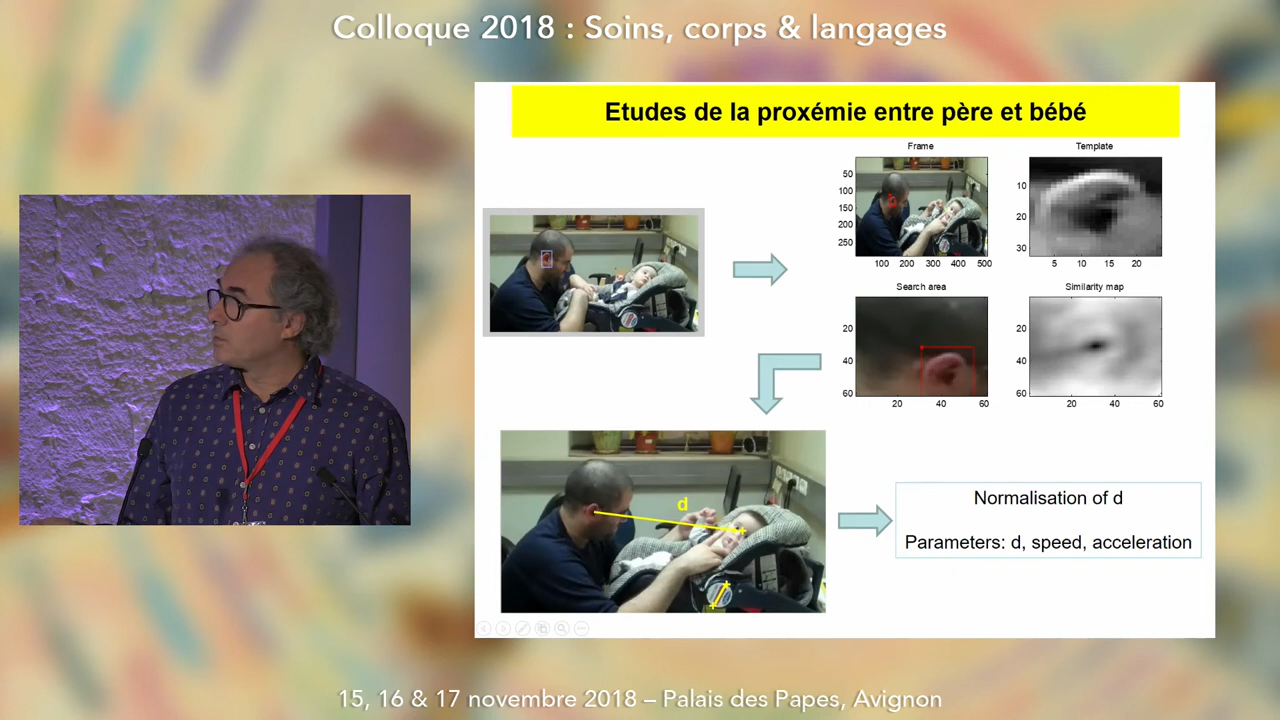 Colloque 2018 : Soins, corps & langages
Etudes de la proxémie entre père et bébé
Frame
50
100
150
200
250
100 200 300 400 500
Template
10
20
30
5 10 15 20
Search area
20
40
60
20 40 60
Similarity map
20
40
60
20 40 60
d
Normalisation of d
Parameters: d, speed, acceleration
15, 16 & 17 novembre 2018 – Palais des Papes, Avignon